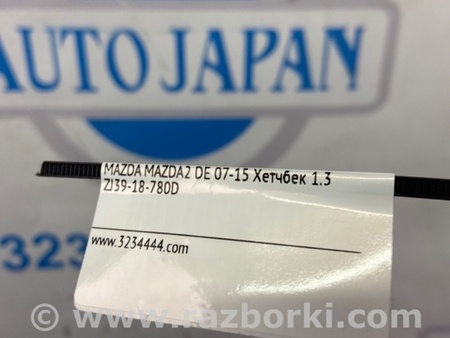 AUTO JAPAN
MAZDA MAZDA2 DE 07-15 Хетчбек 1.3
ZJ39-18-780D
www.3234444.com
www.razborki.com